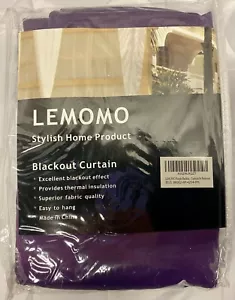 LEMOMO
Stylish Home Product
Blackout Curtain
- Excellent blackout effect
- Provides thermal insulation
- Superior fabric quality
- Easy to hang
- Made in China